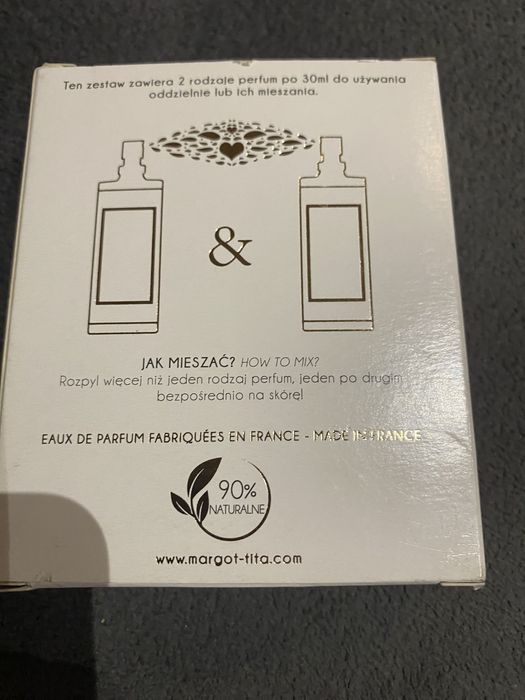 Ten zestaw zawiera 2 rodzaje perfum po 30ml do używania
oddzielnie lub ich mieszania.
&
JAK MIESZAĆ? HOW TO MIX?
Rozpyl więcej niż jeden rodzaj perfum, jeden po drugim
bezpośrednio na skórę!
EAUX DE PARFUM FABRIQUÉES EN FRANCE - MADE IN FRANCE
90%
NATURALNE
www.margot-tita.com